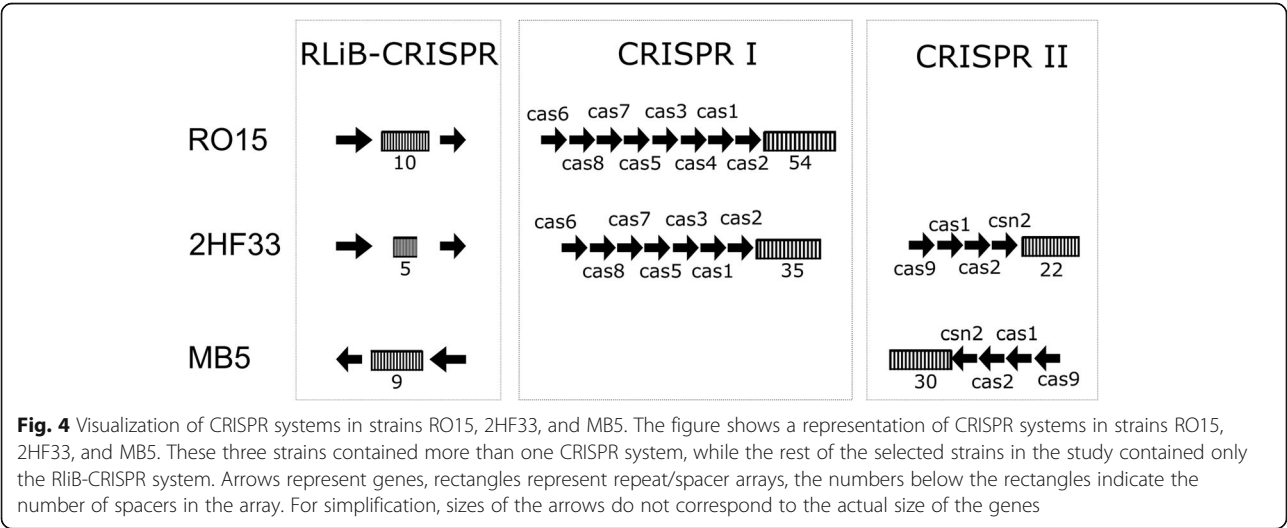 RLiB-CRISPR CRISPR I CRISPR II
cas6 cas7 cas3 cas1
RO15
10 cas8 cas5 cas4 cas2 54
cas6 cas7 cas3 cas2 cas1 csn2
2HF33
5 cas8 cas5 cas1 35 cas9 cas2 22
csn2 cas1
MB5
9 30 cas2 cas9
Fig. 4 Visualization of CRISPR systems in strains RO15, 2HF33, and MB5. The figure shows a representation of CRISPR systems in strains RO15,
2HF33, and MB5. These three strains contained more than one CRISPR system, while the rest of the selected strains in the study contained only
the RliB-CRISPR system. Arrows represent genes, rectangles represent repeat/spacer arrays, the numbers below the rectangles indicate the
number of spacers in the array. For simplification, sizes of the arrows do not correspond to the actual size of the genes